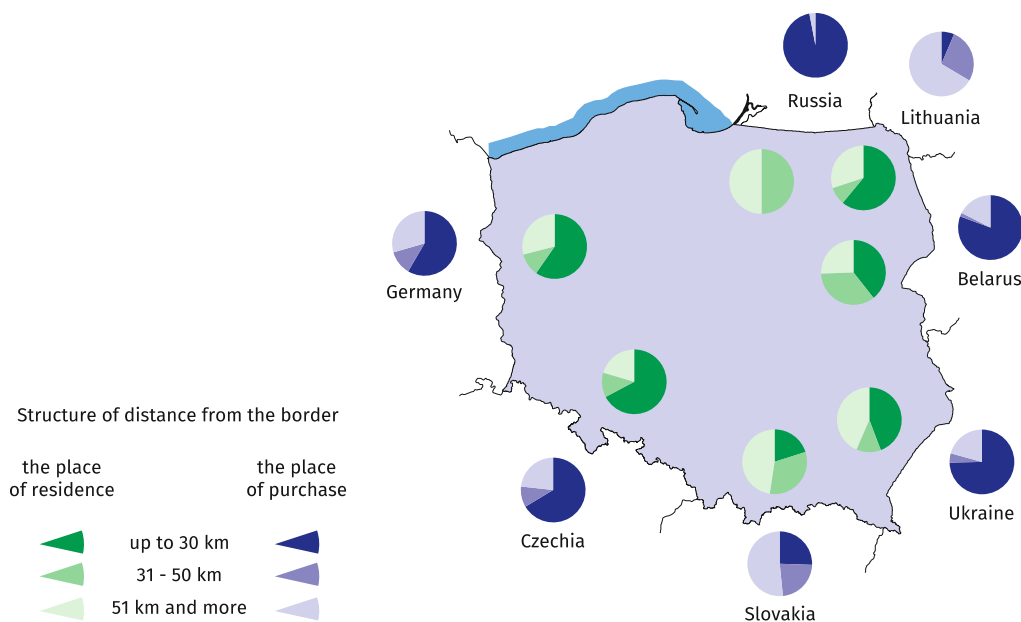 Russia
Lithuania
Germany
Belarus
Structure of distance from the border
the place
of residence
the place
of purchase
up to 30 km
31 - 50 km
51 km and more
Czechia
Ukraine
Slovakia